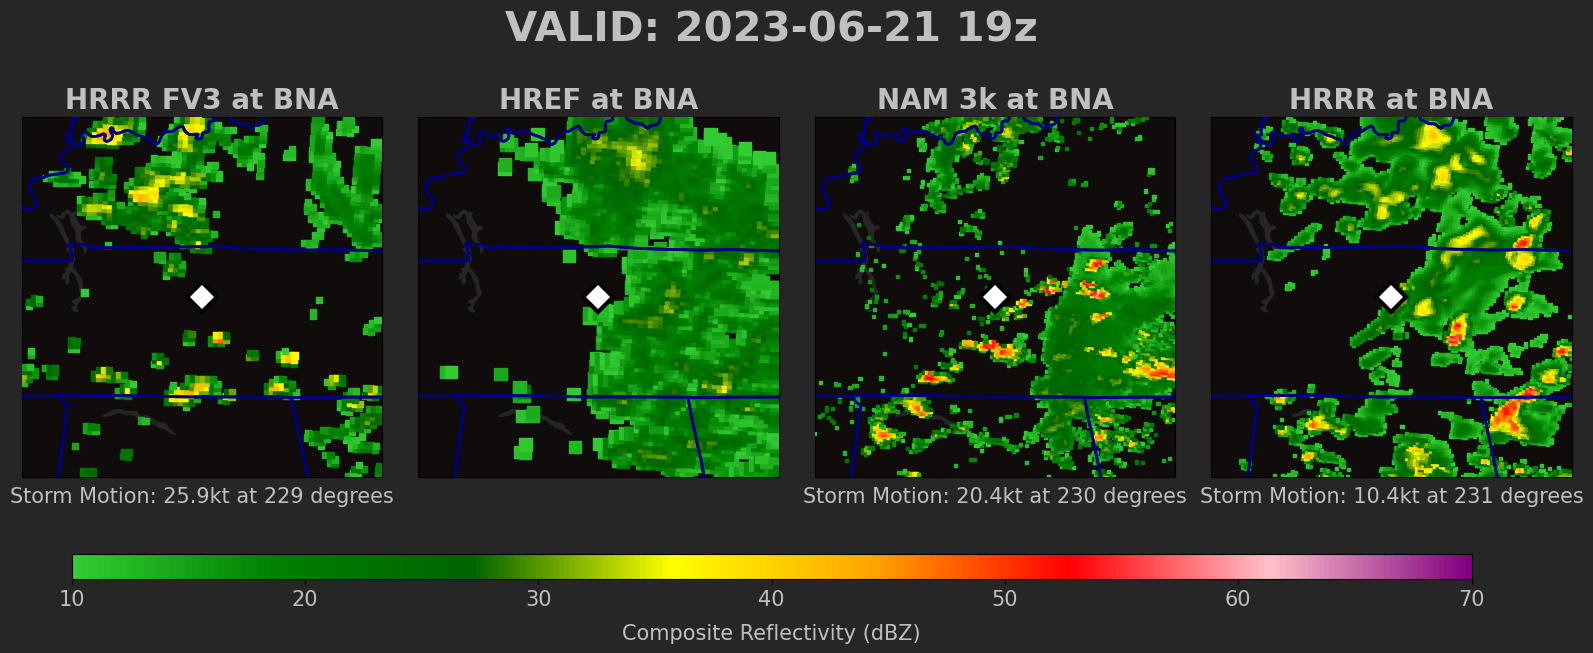 VALID: 2023-06-21 19z
HRRR FV3 at BNA
HREF at BNA
NAM 3k at BNA
HRRR at BNA
Storm Motion: 25.9kt at 229 degrees
Storm Motion: 20.4kt at 230 degrees
Storm Motion: 10.4kt at 231 degrees
10 20 30 40 50 60 70
Composite Reflectivity (dBZ)